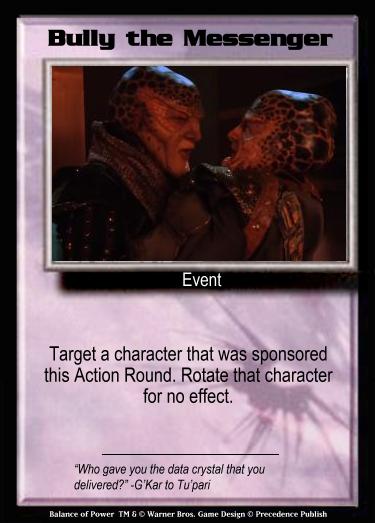 Bully the Messenger
Event
Target a character that was sponsored
this Action Round. Rotate that character
for no effect.
"Who gave you the data crystal that you
delivered?" -G'Kar to Tu'pari
Balance of Power TM & © Warner Bros. Game Design © Precedence Publish